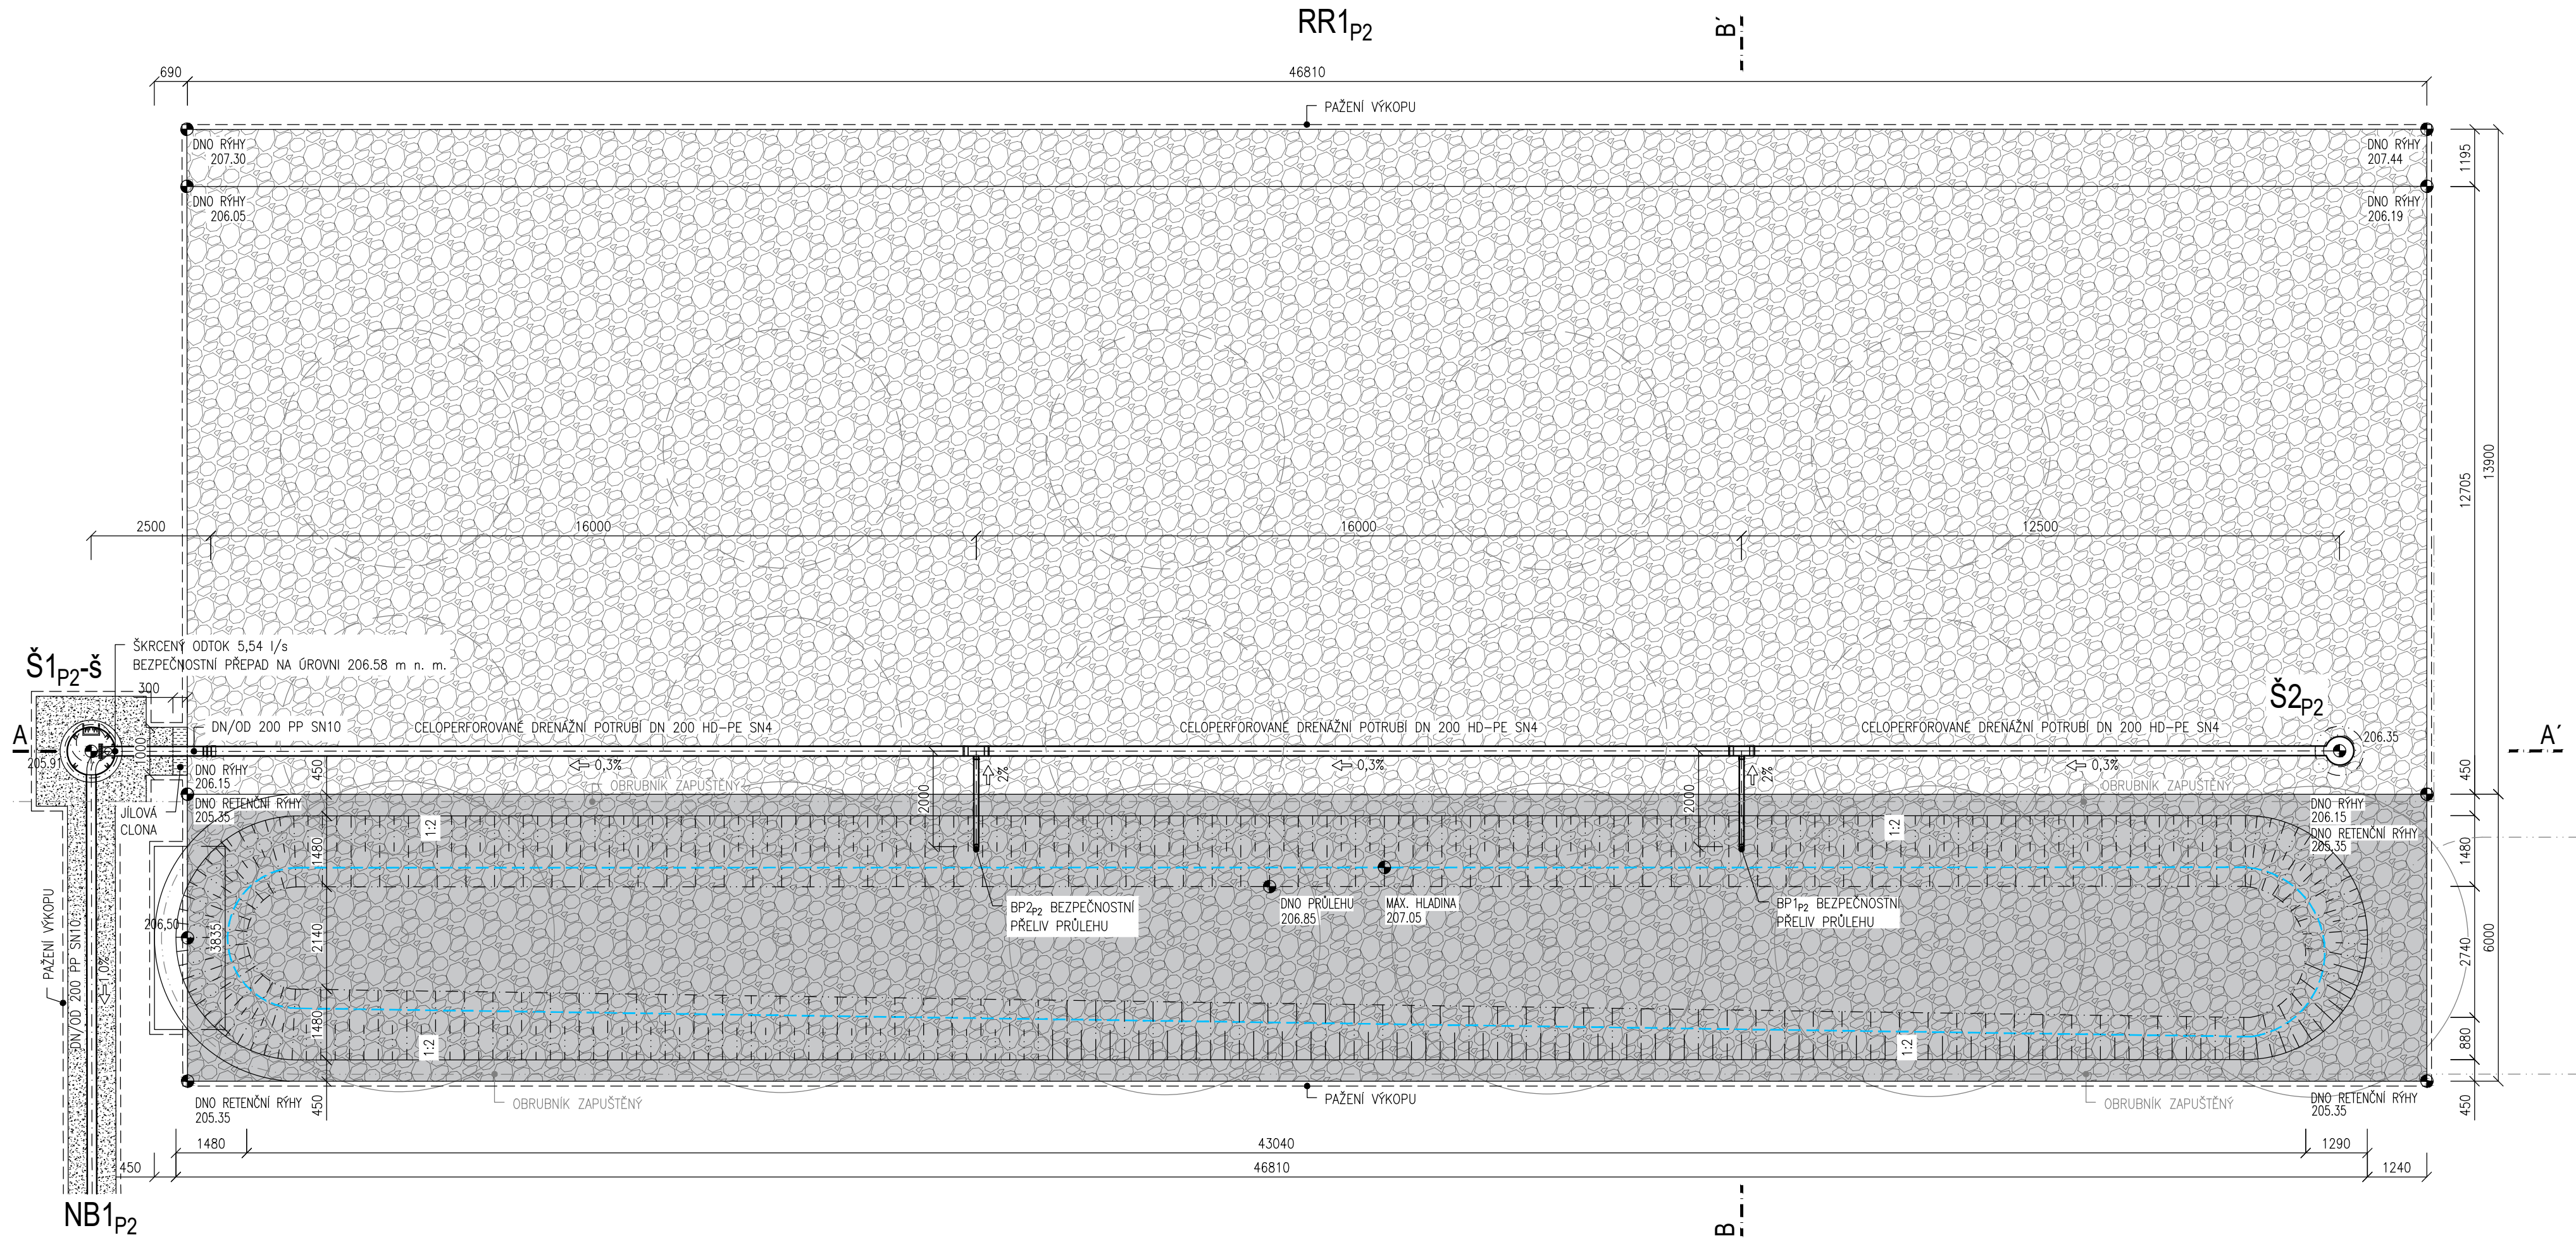 RR1P2
B´
690
46810
PAŽENÍ VÝKOPU
DNO RÝHY
207.30
DNO RÝHY
207.44
1195
DNO RÝHY
206.05
DNO RÝHY
206.19
12705
13900
2500
16000
16000
12500
ŠKRCENÝ ODTOK 5,54 l/s
BEZPEČNOSTNÍ PŘEPAD NA ÚROVNI 206.58 m n. m.
Š1P2-š
300
Š2P2
DN/OD 200 PP SN10
CELOPERFOROVANÉ DRENÁŽNÍ POTRUBÍ DN 200 HD-PE SN4
CELOPERFOROVANÉ DRENÁŽNÍ POTRUBÍ DN 200 HD-PE SN4
CELOPERFOROVANÉ DRENÁŽNÍ POTRUBÍ DN 200 HD-PE SN4
A
A´
1000
205.91
206.35
DNO RÝHY
206.15
450
0,3%
2%
0,3%
2%
0,3%
450
OBRUBNÍK ZAPUŠTĚNÝ
OBRUBNÍK ZAPUŠTĚNÝ
JÍLOVÁ
CLONA
DNO RETENČNÍ RÝHY
205.35
2000
2000
DNO RÝHY
206.15
DNO RETENČNÍ RÝHY
205.35
1:2
1:2
1480
1480
BP2P2 BEZPEČNOSTNÍ
PŘELIV PRŮLEHU
DNO PRŮLEHU
206.85
MAX. HLADINA
207.05
BP1P2 BEZPEČNOSTNÍ
PŘELIV PRŮLEHU
206,50
3835
2140
2740
6000
PAŽENÍ VÝKOPU
DN/OD 200 PP SN10
1,0%
1480
1:2
1:2
880
DNO RETENČNÍ RÝHY
205.35
450
OBRUBNÍK ZAPUŠTĚNÝ
PAŽENÍ VÝKOPU
OBRUBNÍK ZAPUŠTĚNÝ
DNO RETENČNÍ RÝHY
205.35
450
1480
43040
1290
450
46810
1240
NB1P2
B